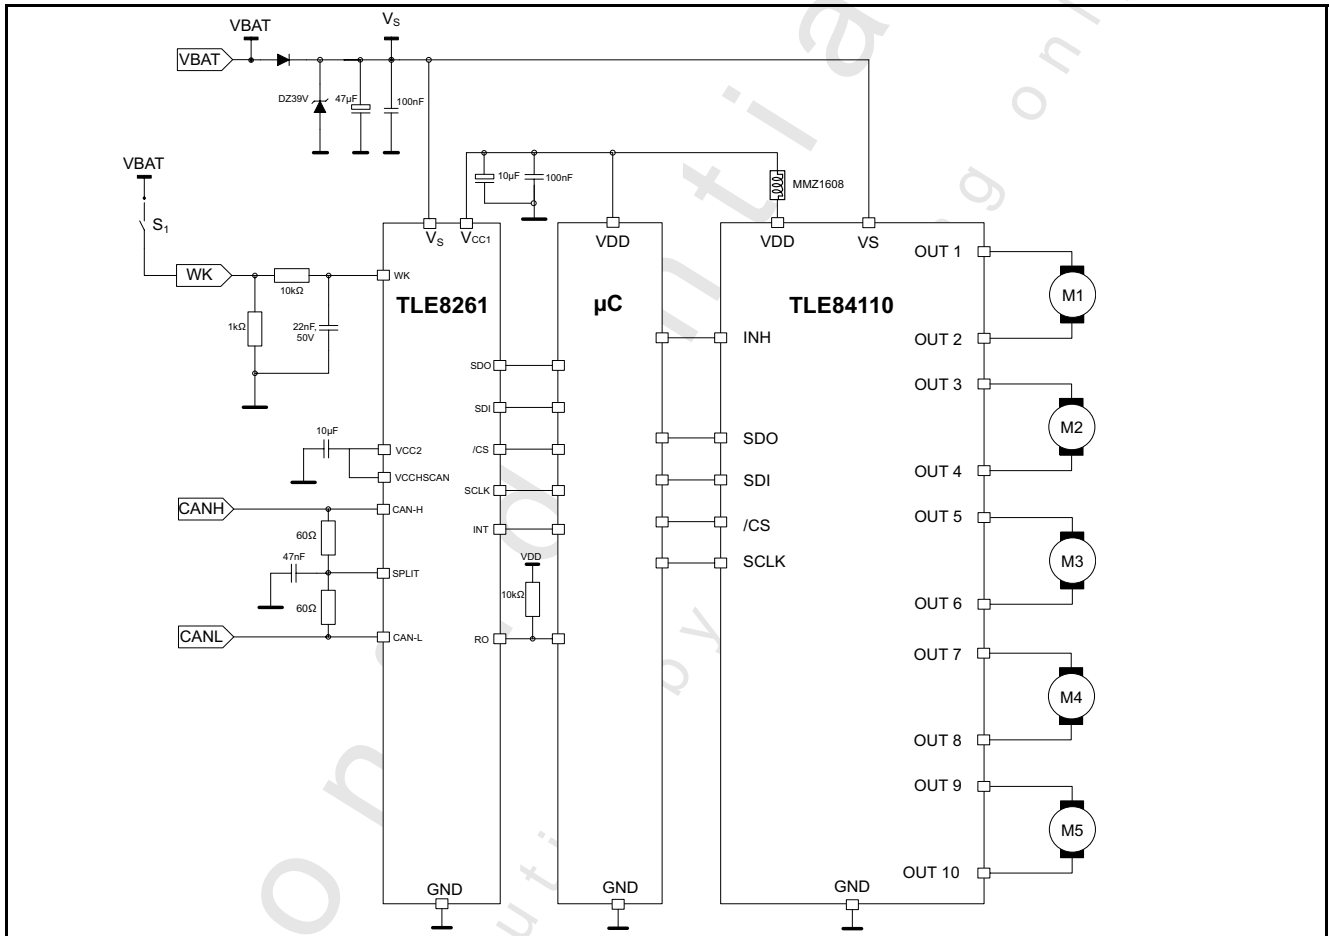 VBAT
VS
VBAT
DZ39V
47µF
100nF
VBAT
S1
10µF
100nF
MMZ1608
VS
VCC1
VDD
VDD
VS
WK
10kΩ
WK
1kΩ
22nF,
50V
TLE8261
µC
TLE84110
OUT 1
M1
INH
OUT 2
SDO
OUT 3
SDI
M2
10µF
VCC2
/CS
SDO
OUT 4
VCCHSCAN
SCLK
SDI
CANH
CAN-H
INT
/CS
OUT 5
60Ω
SCLK
M3
47nF
SPLIT
VDD
60Ω
10kΩ
OUT 6
CANL
CAN-L
RO
OUT 7
M4
OUT 8
OUT 9
M5
OUT 10
GND
GND
GND